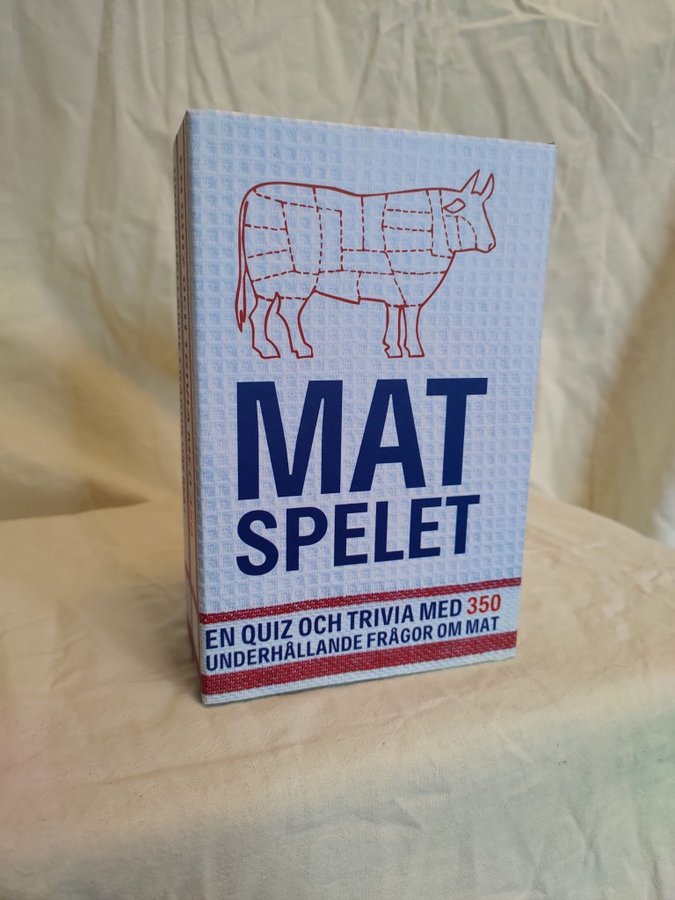 MAT
SPELET
EN QUIZ OCH TRIVIA MED 350
UNDERHÅLLANDE FRÅGOR OM MAT